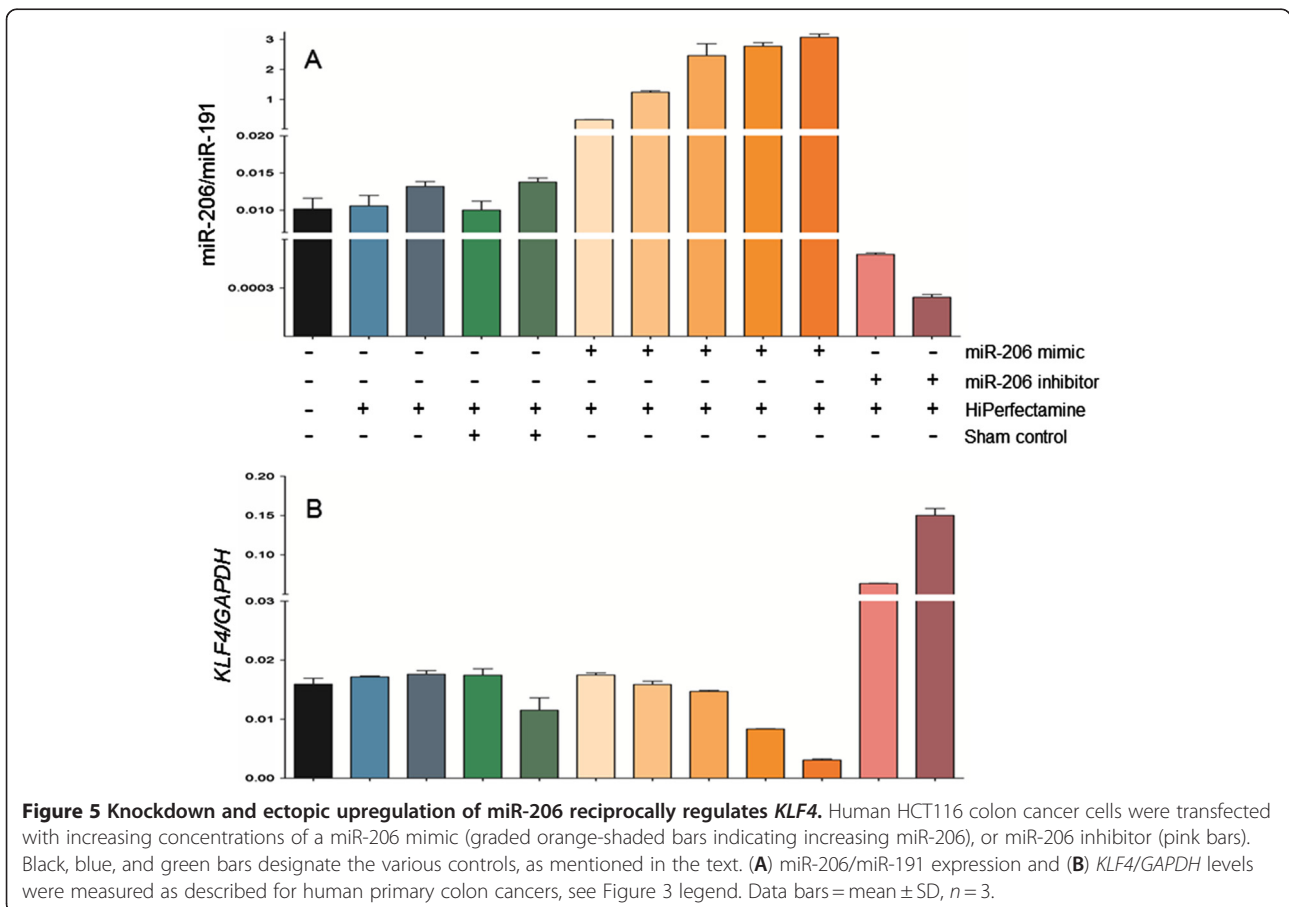 A
miR-206/miR-191
3
2
1
0.020
0.015
0.010
0.0003
- - - - - + + + + + - - miR-206 mimic
- - - - - - - - - - + + miR-206 inhibitor
- + + + + + + + + + + + HiPerfectamine
- - - + + - - - - - - - Sham control
B
KLF4/GAPDH
0.20
0.15
0.10
0.03
0.02
0.01
0.00
Figure 5 Knockdown and ectopic upregulation of miR-206 reciprocally regulates KLF4. Human HCT116 colon cancer cells were transfected
with increasing concentrations of a miR-206 mimic (graded orange-shaded bars indicating increasing miR-206), or miR-206 inhibitor (pink bars).
Black, blue, and green bars designate the various controls, as mentioned in the text. (A) miR-206/miR-191 expression and (B) KLF4/GAPDH levels
were measured as described for human primary colon cancers, see Figure 3 legend. Data bars = mean ± SD, n = 3.